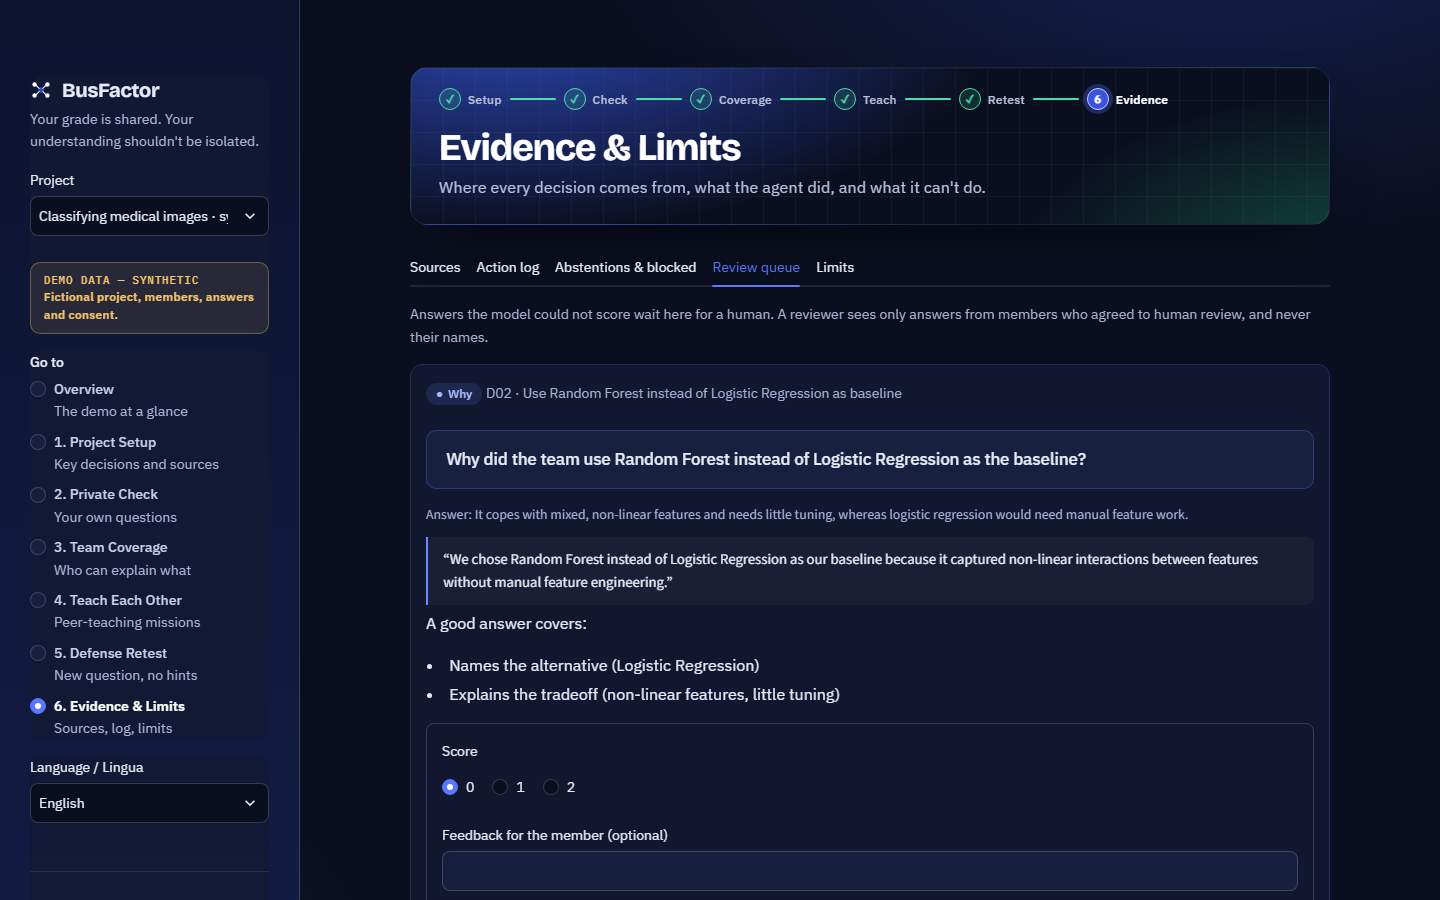 BusFactor
Your grade is shared. Your
understanding shouldn't be isolated.
Project
Classifying medical images ·
DEMO DATA — SYNTHETIC
Fictional project, members, answers
and consent.
Go to
Overview
The demo at a glance
1. Project Setup
Key decisions and sources
2. Private Check
Your own questions
3. Team Coverage
Who can explain what
4. Teach Each Other
Peer-teaching missions
5. Defense Retest
New question, no hints
6. Evidence & Limits
Sources, log, limits
Language / Lingua
English
Setup Check Coverage Teach Retest 6 Evidence
Evidence & Limits
Where every decision comes from, what the agent did, and what it can't do.
Sources Action log Abstentions & blocked Review queue Limits
Answers the model could not score wait here for a human. A reviewer sees only answers from members who agreed to human review, and never
their names.
Why D02 · Use Random Forest instead of Logistic Regression as baseline
Why did the team use Random Forest instead of Logistic Regression as the baseline?
Answer: It copes with mixed, non-linear features and needs little tuning, whereas logistic regression would need manual feature work.
“We chose Random Forest instead of Logistic Regression as our baseline because it captured non-linear interactions between features
without manual feature engineering.”
A good answer covers:
• Names the alternative (Logistic Regression)
• Explains the tradeoff (non-linear features, little tuning)
Score
0 1 2
Feedback for the member (optional)